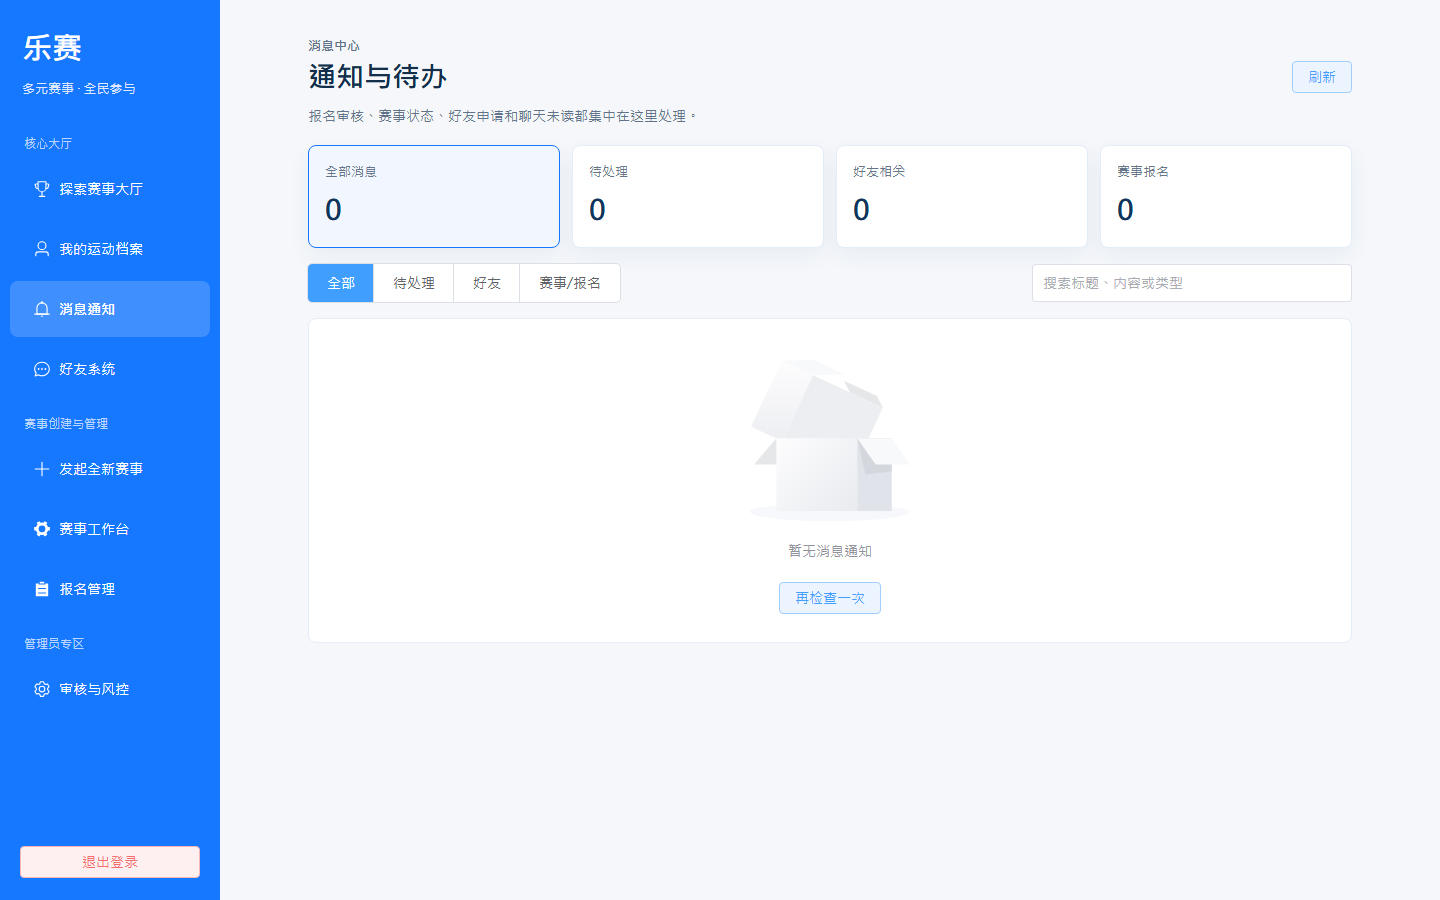 乐赛
多元赛事 · 全民参与
核心大厅
探索赛事大厅
我的运动档案
消息通知
好友系统
赛事创建与管理
发起全新赛事
赛事工作台
报名管理
管理员专区
审核与风控
退出登录
消息中心
通知与待办
刷新
报名审核、赛事状态、好友申请和聊天未读都集中在这里处理。
全部消息
0
待处理
0
好友相关
0
赛事报名
0
全部 待处理 好友 赛事/报名
搜索标题、内容或类型
暂无消息通知
再检查一次